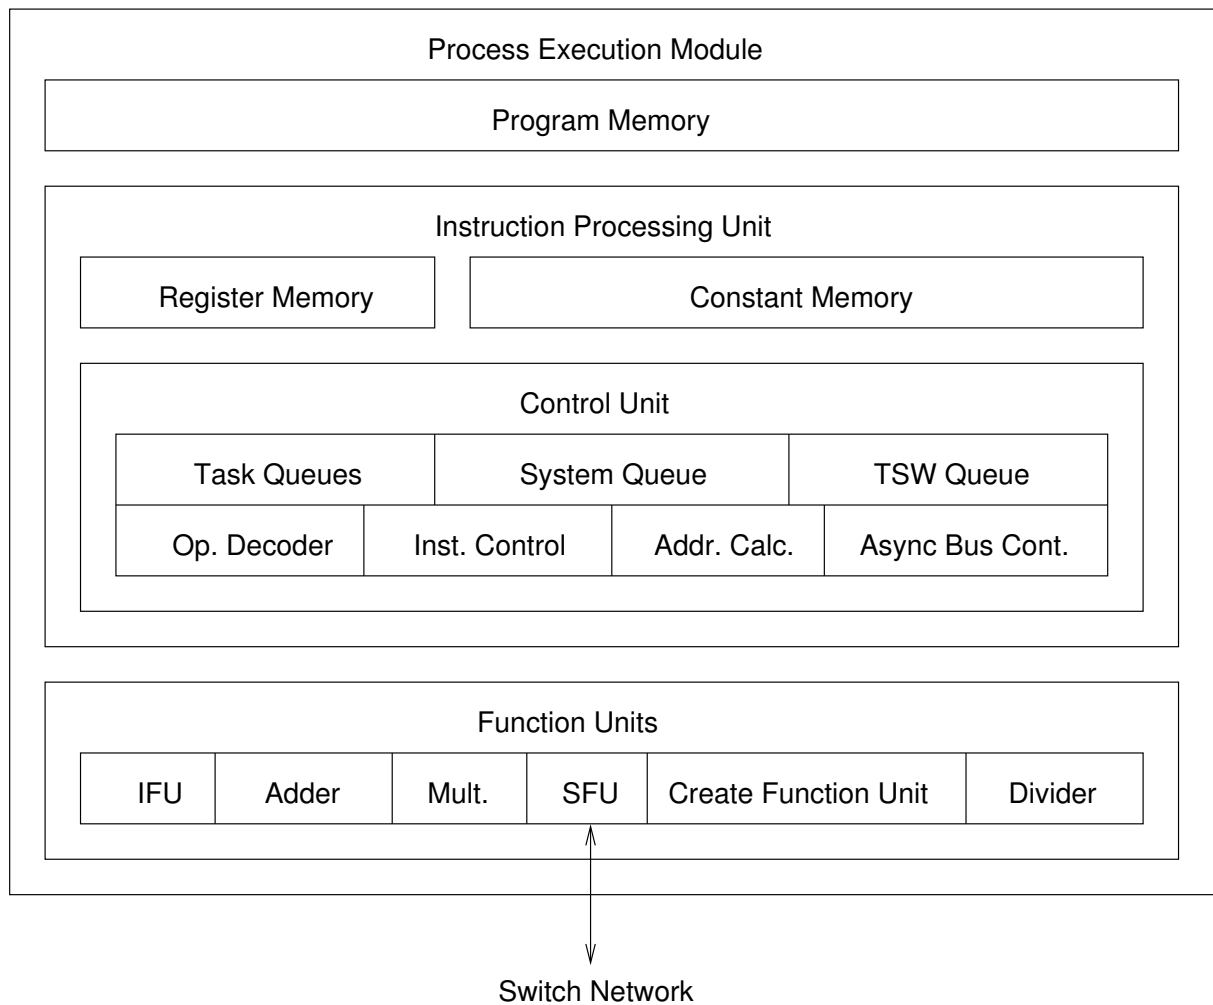 Process Execution Module
Program Memory
Instruction Processing Unit
Register Memory
Constant Memory
Control Unit
Task Queues
System Queue
TSW Queue
Op. Decoder
Inst. Control
Addr. Calc.
Async Bus Cont.
Function Units
IFU
Adder
Mult.
SFU
Create Function Unit
Divider
Switch Network